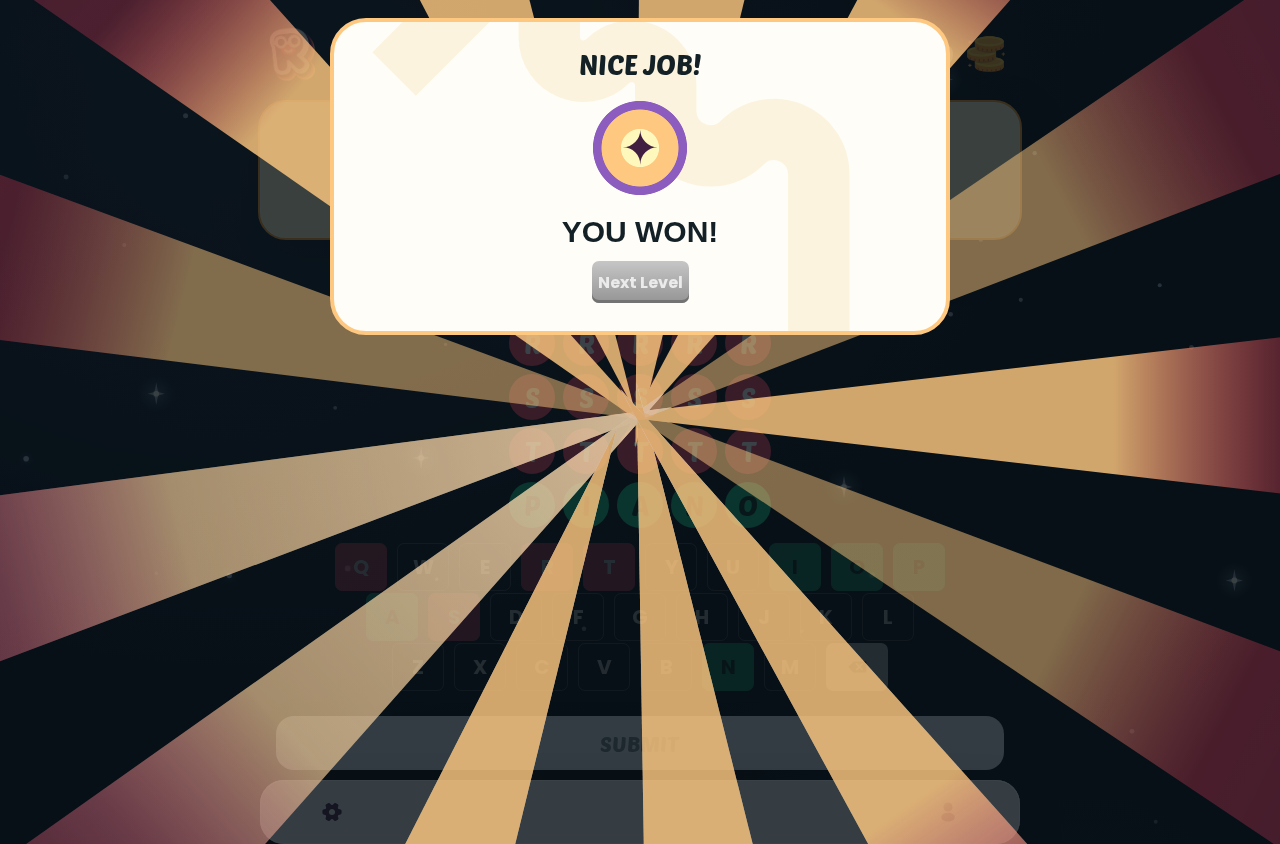 NICE JOB!
YOU WON!
Next Level
R R R R R
S S S S
T T T T
P A N O
Q W E T Y U I O P
A S D F G H J K L
Z X C V B N M
SUBMIT